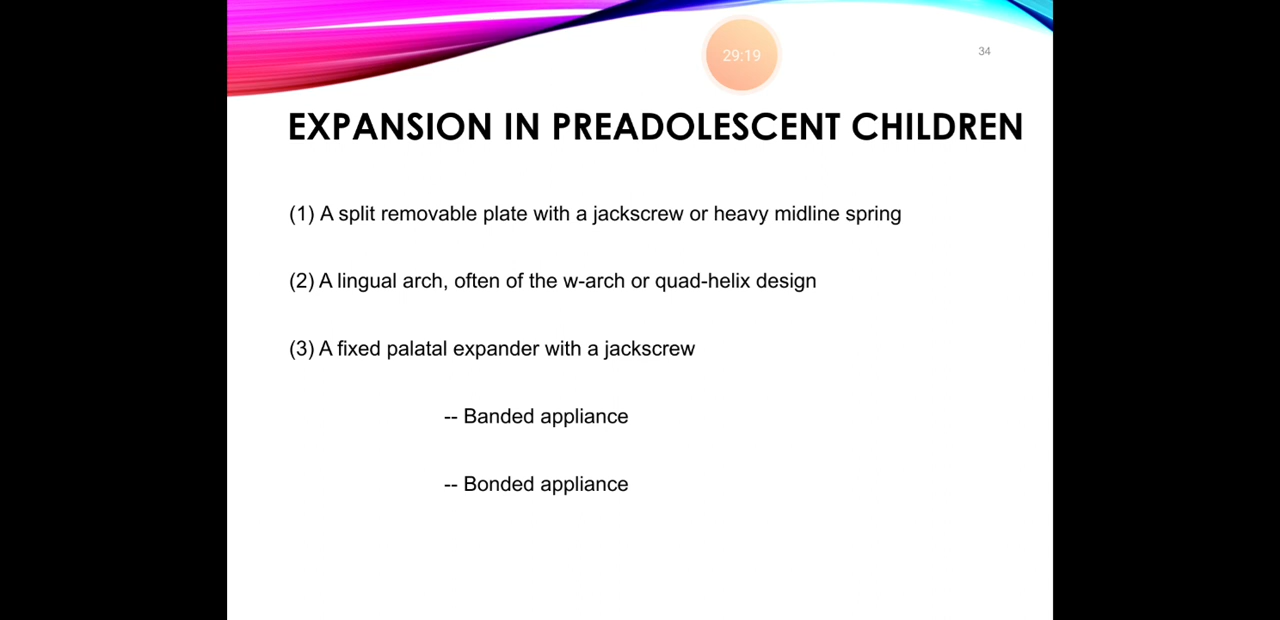 29:19
34
EXPANSION IN PREADOLESCENT CHILDREN
(1) A split removable plate with a jackscrew or heavy midline spring
(2) A lingual arch, often of the w-arch or quad-helix design
(3) A fixed palatal expander with a jackscrew
-- Banded appliance
-- Bonded appliance